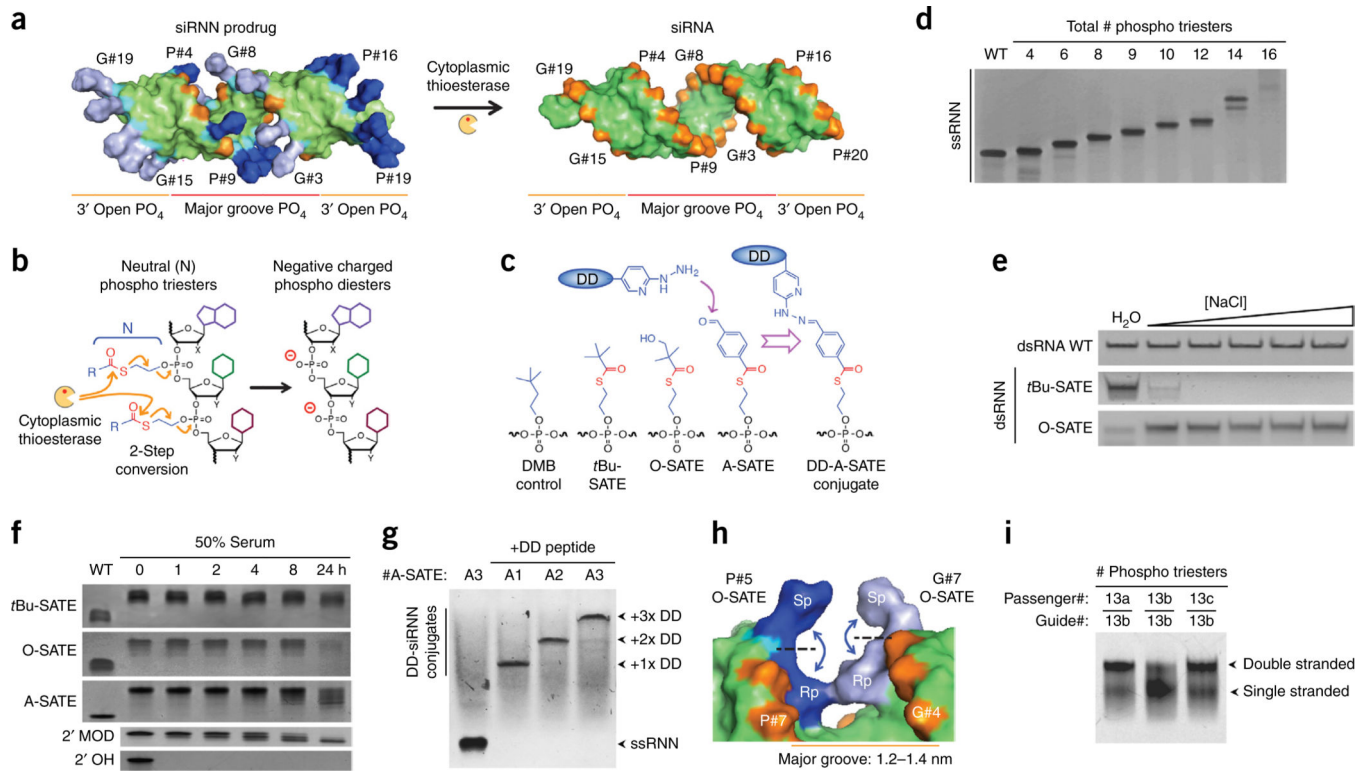 a
siRNN prodrug
G#19
P#4
G#8
P#16
G#15
P#9
G#3
P#19
3′ Open PO4
Major groove PO4
3′ Open PO4
Cytoplasmic
thioesterase
siRNA
G#19
P#4
G#8
P#16
G#15
P#9
G#3
P#20
3′ Open PO4
Major groove PO4
3′ Open PO4
b
Neutral (N)
phospho triesters
Negative charged
phospho diesters
N
Cytoplasmic
thioesterase
2-Step
conversion
c
DD
DD
DMB
control
tBu-
SATE
O-SATE
A-SATE
DD-A-SATE
conjugate
d
Total # phospho triesters
WT 4 6 8 9 10 12 14 16
ssRNN
e
[NaCl]
H2O
dsRNA WT
dsRNN
tBu-SATE
O-SATE
f
50% Serum
WT 0 1 2 4 8 24 h
tBu-SATE
O-SATE
A-SATE
2′ MOD
2′ OH
g
+DD peptide
#A-SATE: A3 A1 A2 A3
DD-siRNN
conjugates
+3x DD
+2x DD
+1x DD
ssRNN
h
P#5
O-SATE
G#7
O-SATE
Sp
Sp
Rp
Rp
P#7
G#4
Major groove: 1.2–1.4 nm
i
# Phospho triesters
Passenger#: 13a 13b 13c
Guide#: 13b 13b 13b
Double stranded
Single stranded